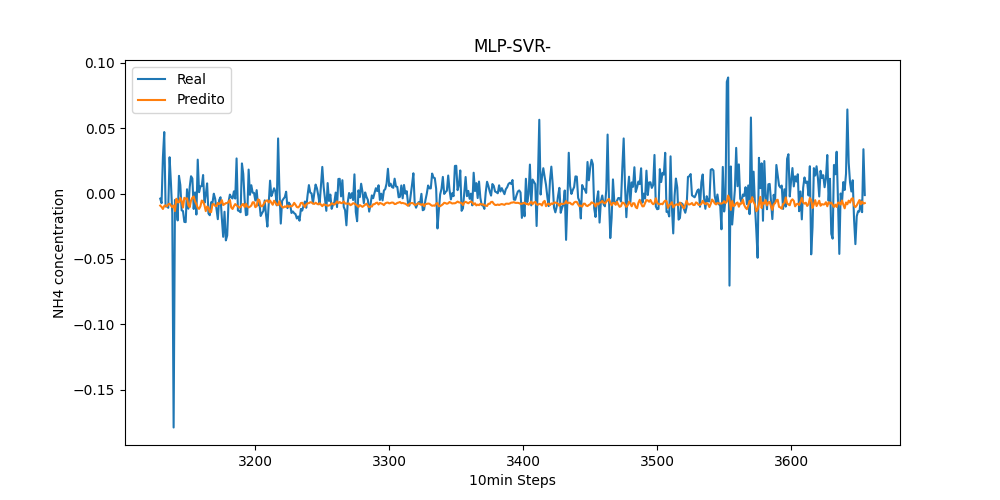 MLP-SVR-
Real
Predito
0.10
0.05
0.00
−0.05
−0.10
−0.15
NH4 concentration
3200 3300 3400 3500 3600
10min Steps